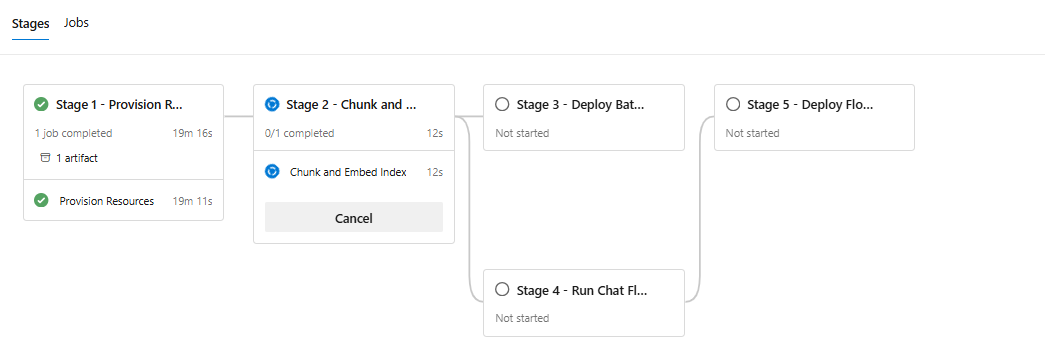 Stages Jobs
Stage 1 - Provision R...
1 job completed 19m 16s
1 artifact
Provision Resources 19m 11s
Stage 2 - Chunk and ...
0/1 completed 12s
Chunk and Embed Index 12s
Cancel
Stage 3 - Deploy Bat...
Not started
Stage 4 - Run Chat Fl...
Not started
Stage 5 - Deploy Flo...
Not started